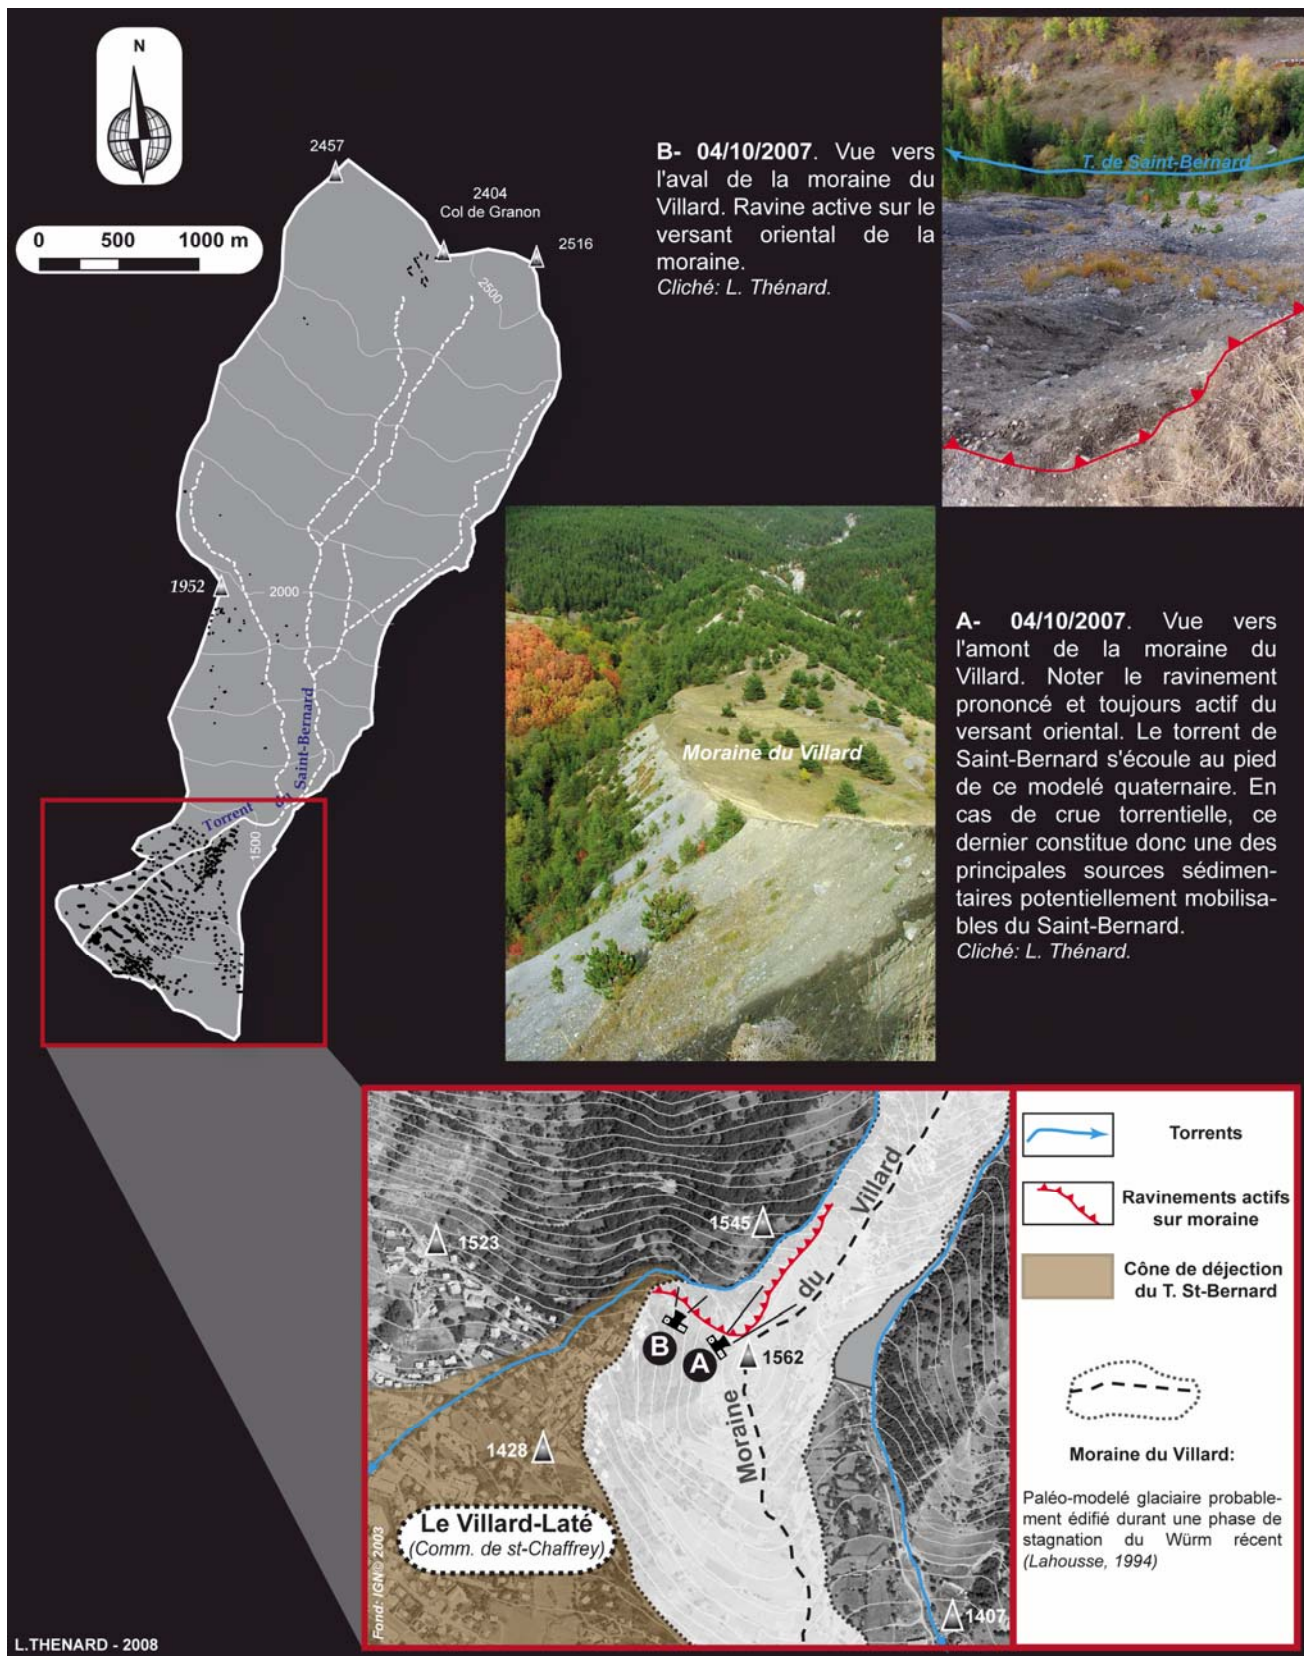 N
0 500 1000 m
2457
2404
Col de Granon
2516
2500
1952
2000
Torrent du Saint-Bernard
1500
B- 04/10/2007. Vue vers
l'aval de la moraine du
Villard. Ravine active sur le
versant oriental de la
moraine.
Cliché: L. Thénard.
T. de Saint-Bernard
Moraine du Villard
A- 04/10/2007. Vue vers
l'amont de la moraine du
Villard. Noter le ravinement
prononcé et toujours actif du
versant oriental. Le torrent de
Saint-Bernard s'écoule au pied
de ce modelé quaternaire. En
cas de crue torrentielle, ce
dernier constitue donc une des
principales sources sédimen-
taires potentiellement mobilisa-
bles du Saint-Bernard.
Cliché: L. Thénard.
1523
1545
B
A
1562
1428
1407
Moraine du Villard
Le Villard-Laté
(Comm. de st-Chaffrey)
Fond: IGN© 2003
Torrents
Ravinements actifs
sur moraine
Cône de déjection
du T. St-Bernard
Moraine du Villard:
Paléo-modelé glaciaire probable-
ment édifié durant une phase de
stagnation du Würm récent
(Lahousse, 1994)
L.THENARD - 2008